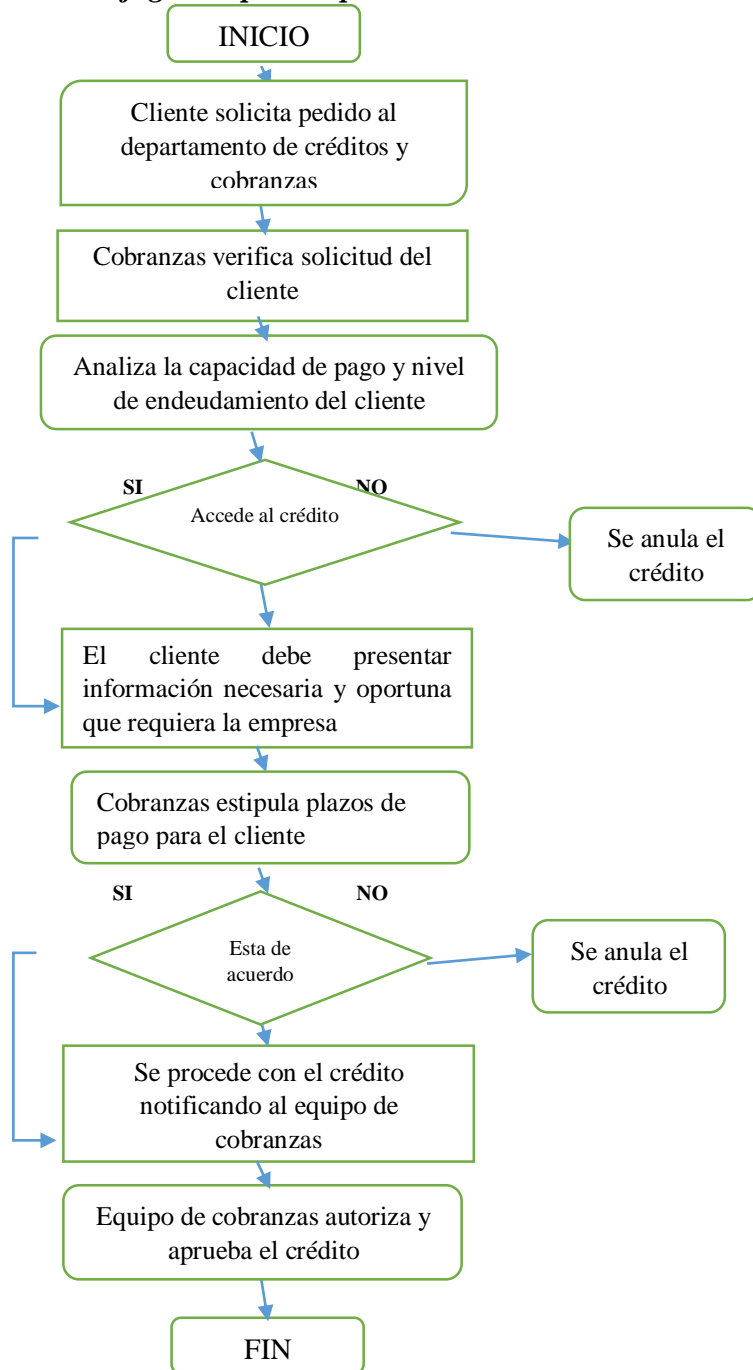 INICIO
Cliente solicita pedido al
departamento de créditos y
cobranzas
Cobranzas verifica solicitud del
cliente
Analiza la capacidad de pago y nivel
de endeudamiento del cliente
SI
NO
Accede al crédito
Se anula el
crédito
El cliente debe presentar
información necesaria y oportuna
que requiera la empresa
Cobranzas estipula plazos de
pago para el cliente
SI
NO
Esta de
acuerdo
Se anula el
crédito
Se procede con el crédito
notificando al equipo de
cobranzas
Equipo de cobranzas autoriza y
aprueba el crédito
FIN